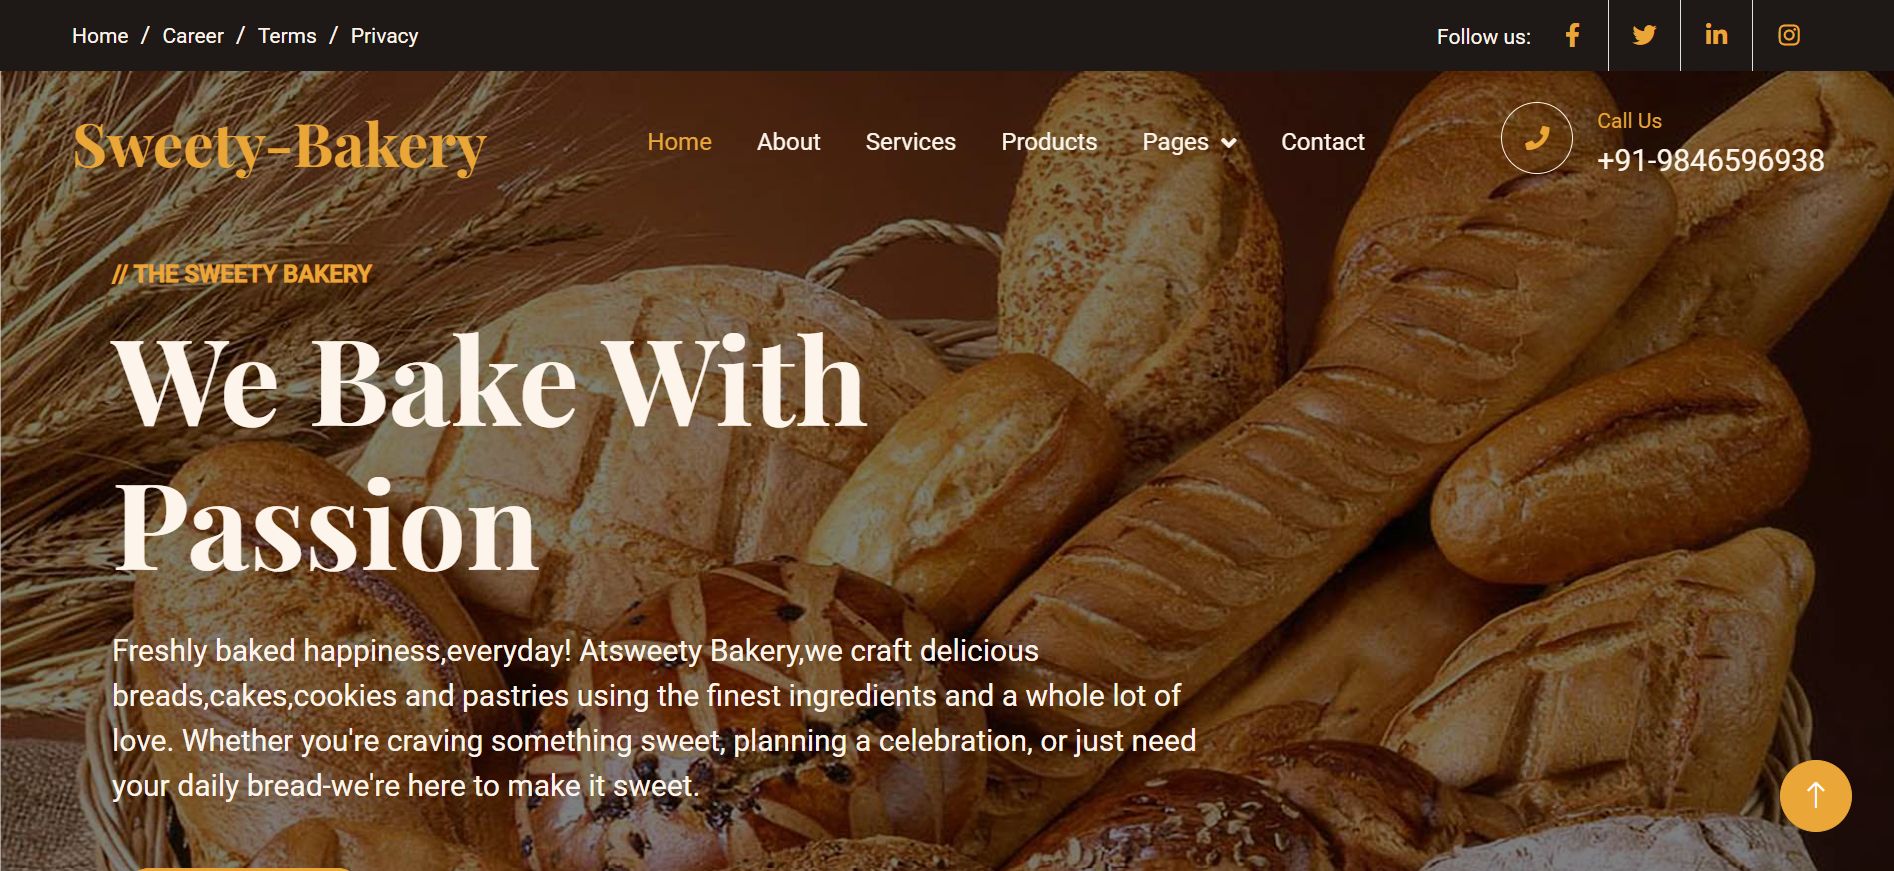 Home / Career / Terms / Privacy
Follow us:
Sweety-Bakery
Home About Services Products Pages Contact
Call Us
+91-9846596938
// THE SWEETY BAKERY
We Bake With
Passion
Freshly baked happiness,everyday! Atsweety Bakery,we craft delicious
breads,cakes,cookies and pastries using the finest ingredients and a whole lot of
love. Whether you're craving something sweet, planning a celebration, or just need
your daily bread-we're here to make it sweet.